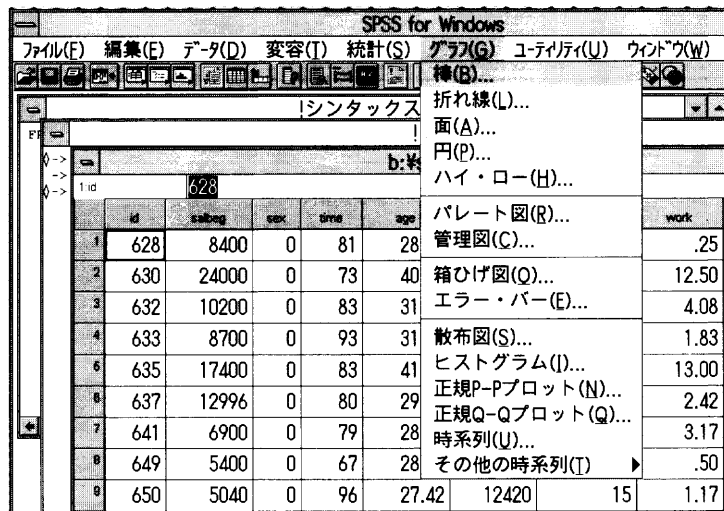 SPSS for Windows
ファイル(F) 編集(E) データ(D) 変容(T) 統計(S) グラフ(G) ユーティリティ(U) ウィンドウ(W)
棒(B)...
折れ線(L)...
面(A)...
円(P)...
ハイ・ロー(H)...
パレート図(R)...
管理図(C)...
箱ひげ図(O)...
エラー・バー(E)...
散布図(S)...
ヒストグラム(I)...
正規P-Pプロット(N)...
正規Q-Qプロット(Q)...
時系列(U)...
その他の時系列(T)
!シンタックス
!
b:¥s
1:id 628
id salbeg sex time age work
1 628 8400 0 81 28 .25
2 630 24000 0 73 40 12.50
3 632 10200 0 83 31 4.08
4 633 8700 0 93 31 1.83
5 635 17400 0 83 41 13.00
6 637 12996 0 80 29 2.42
7 641 6900 0 79 28 3.17
8 649 5400 0 67 28 .50
9 650 5040 0 96 27.42 12420 15 1.17